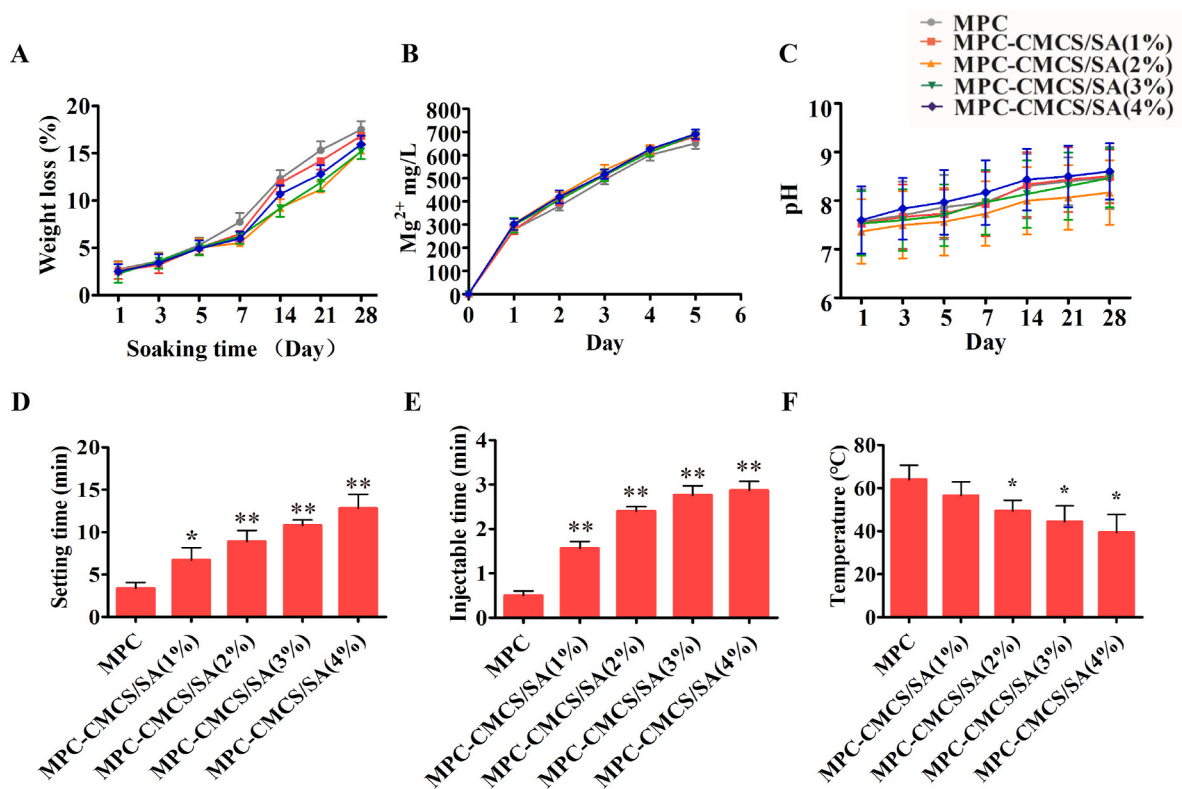 MPC
MPC-CMCS/SA(1%)
MPC-CMCS/SA(2%)
MPC-CMCS/SA(3%)
MPC-CMCS/SA(4%)
A
Weight loss (%)
20
15
10
5
0
1 3 5 7 14 21 28
Soaking time （Day）
B
Mg2+ mg/L
800
700
600
500
400
300
200
100
0
0 1 2 3 4 5 6
Day
C
pH
10
9
8
7
6
1 3 5 7 14 21 28
Day
D
Setting time (min)
20
15
10
5
0
* ** ** **
MPC
MPC-CMCS/SA(1%)
MPC-CMCS/SA(2%)
MPC-CMCS/SA(3%)
MPC-CMCS/SA(4%)
E
Injectable time (min)
4
3
2
1
0
** ** ** **
MPC
MPC-CMCS/SA(1%)
MPC-CMCS/SA(2%)
MPC-CMCS/SA(3%)
MPC-CMCS/SA(4%)
F
Temperature (°C)
80
60
40
20
0
* * *
MPC
MPC-CMCS/SA(1%)
MPC-CMCS/SA(2%)
MPC-CMCS/SA(3%)
MPC-CMCS/SA(4%)